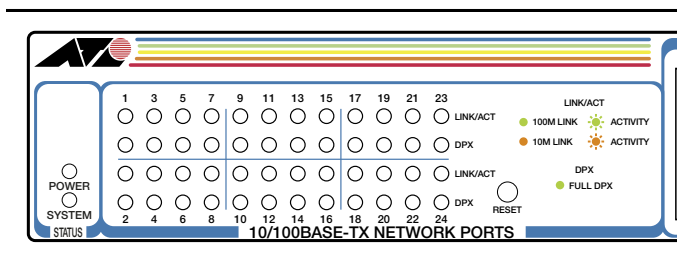 1 3 5 7 9 11 13 15 17 19 21 23
LINK/ACT
DPX
LINK/ACT
DPX
2 4 6 8 10 12 14 16 18 20 22 24
10/100BASE-TX NETWORK PORTS
POWER
SYSTEM
STATUS
RESET
LINK/ACT
100M LINK ACTIVITY
10M LINK ACTIVITY
DPX
FULL DPX